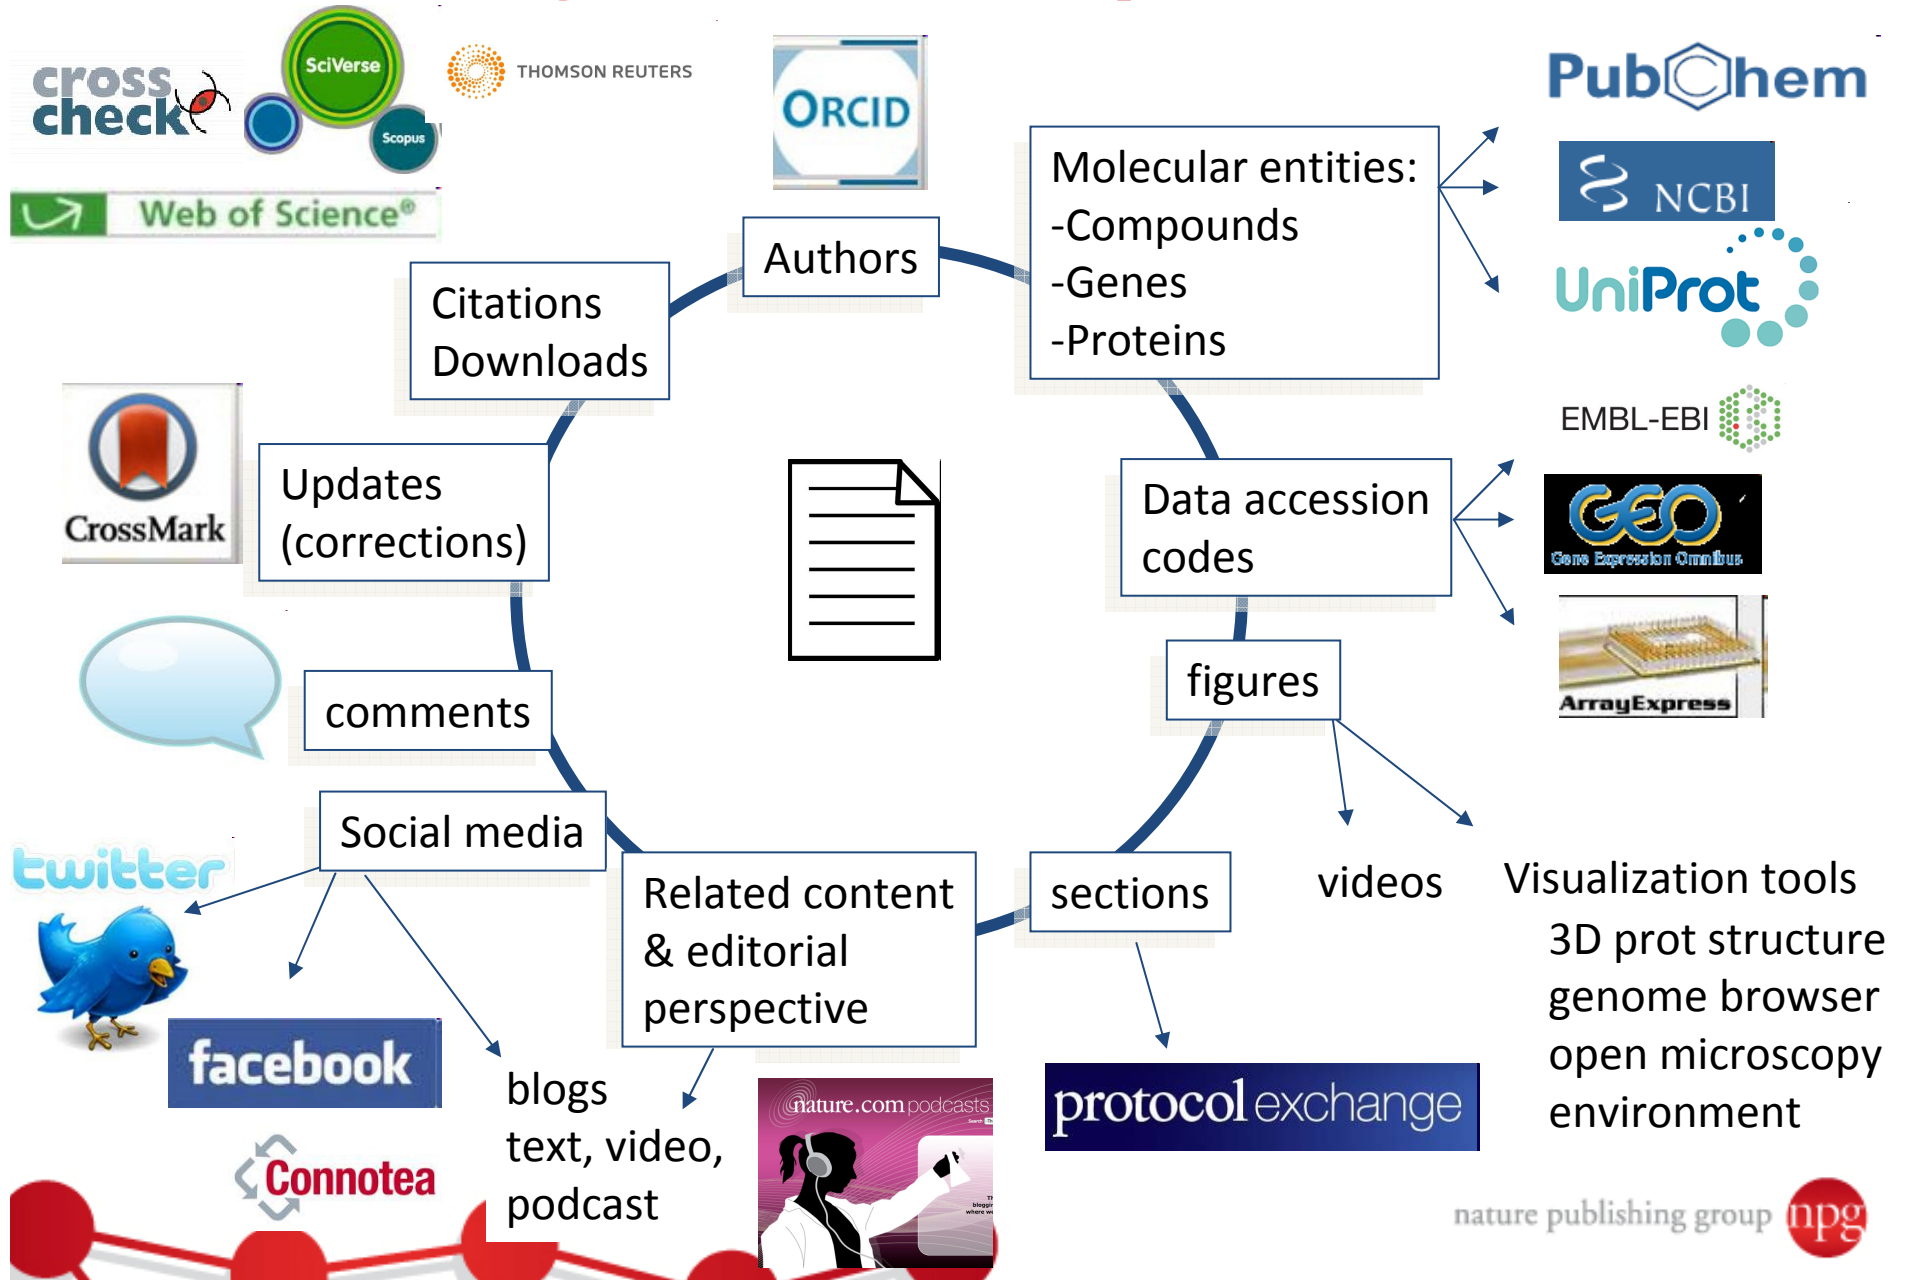 cross
check
SciVerse
Scopus
THOMSON REUTERS
Web of Science®
ORCID
PubChem
NCBI
UniProt
Authors
Molecular entities:
-Compounds
-Genes
-Proteins
Citations
Downloads
CrossMark
Updates
(corrections)
Data accession
codes
EMBL-EBI
GEO
Gene Expression Omnibus
ArrayExpress
figures
comments
Social media
twitter
facebook
Connotea
blogs
text, video,
podcast
Related content
& editorial
perspective
nature.com podcasts
Search
sections
protocol exchange
videos
Visualization tools
3D prot structure
genome browser
open microscopy
environment
nature publishing group npg